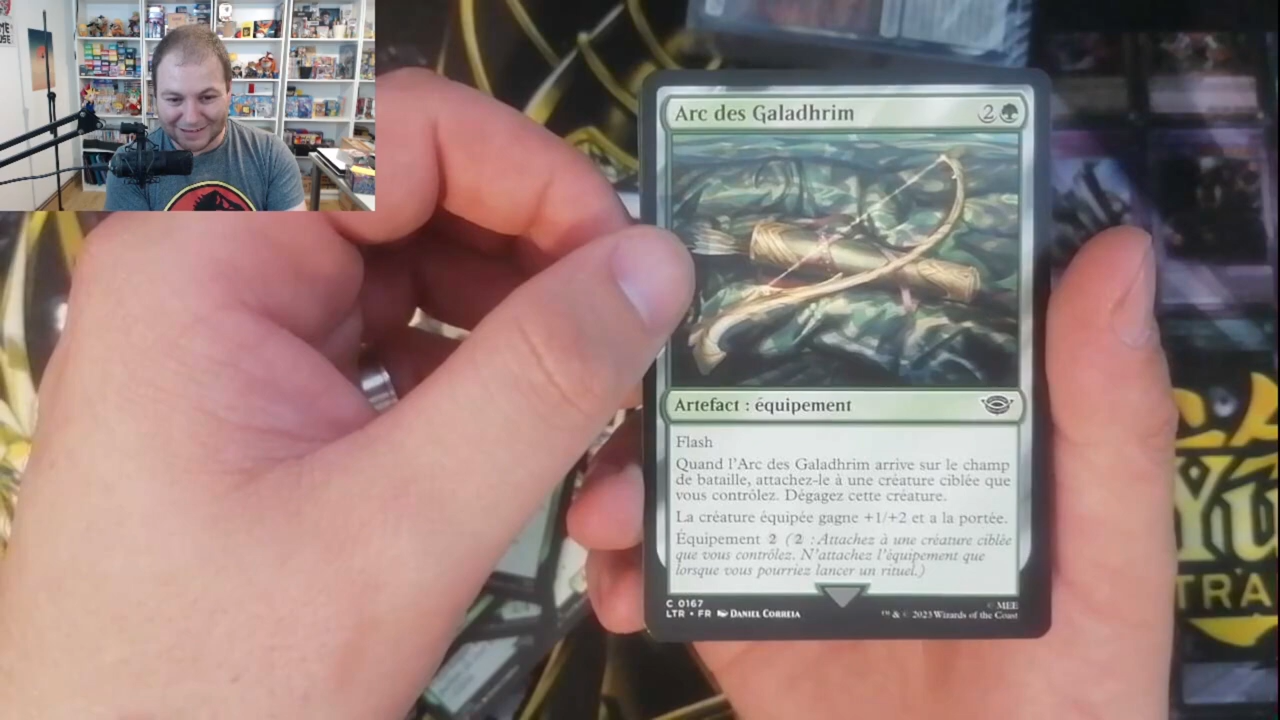 Arc des Galadhrim 2
Artefact : équipement
Flash
Quand l'Arc des Galadhrim arrive sur le champ
de bataille, attachez-le à une créature ciblée que
vous contrôlez. Dégagez cette créature.
La créature équipée gagne +1/+2 et a la portée.
Équipement 2 (2 : Attachez à une créature ciblée
que vous contrôlez. N'attachez l'équipement que
lorsque vous pourriez lancer un rituel.)
C 0167
LTR • FR Daniel Correia
© MEE
™ & © 2023 Wizards of the Coast